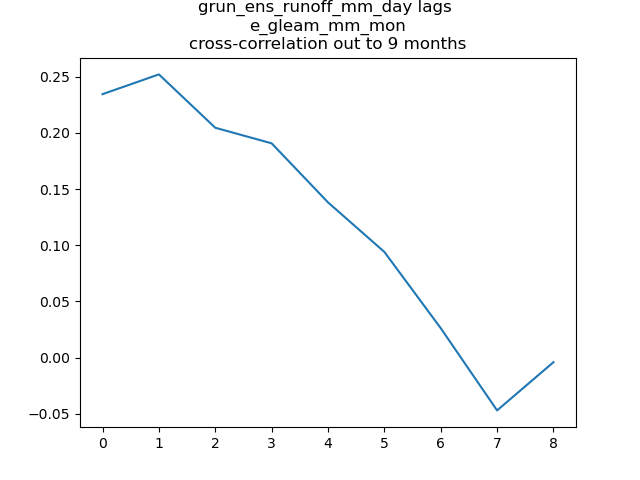 grun_ens_runoff_mm_day lags
e_gleam_mm_mon
cross-correlation out to 9 months
0.25
0.20
0.15
0.10
0.05
0.00
−0.05
0 1 2 3 4 5 6 7 8